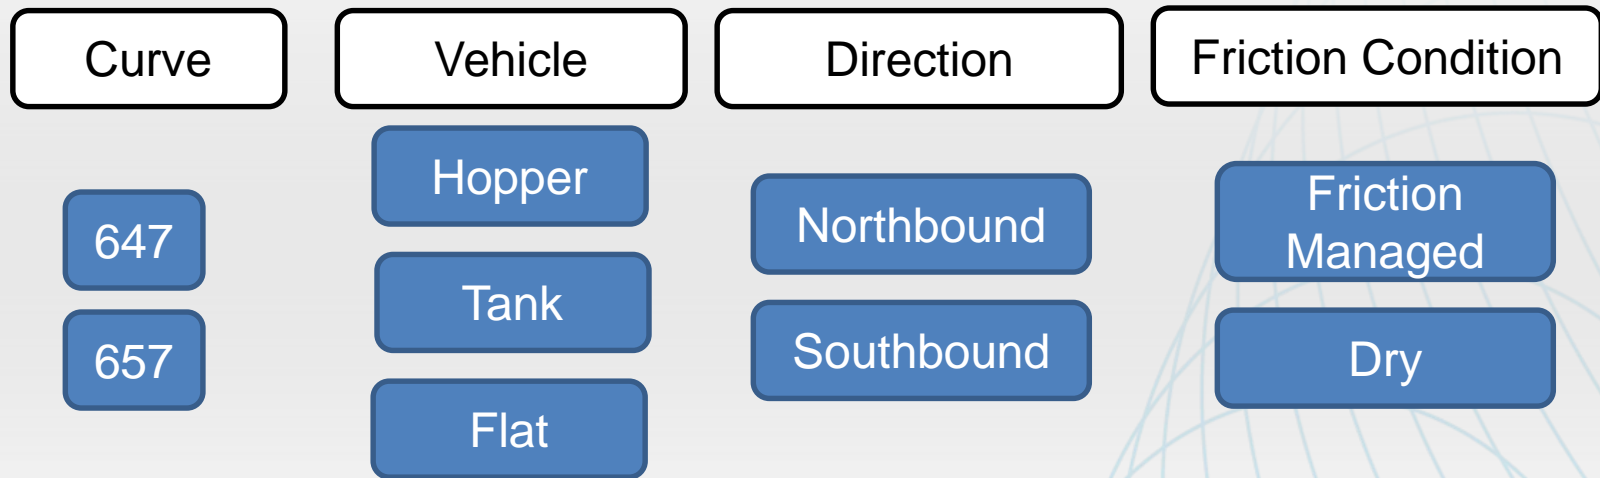 Curve
Vehicle
Direction
Friction Condition
647
657
Hopper
Tank
Flat
Northbound
Southbound
Friction
Managed
Dry